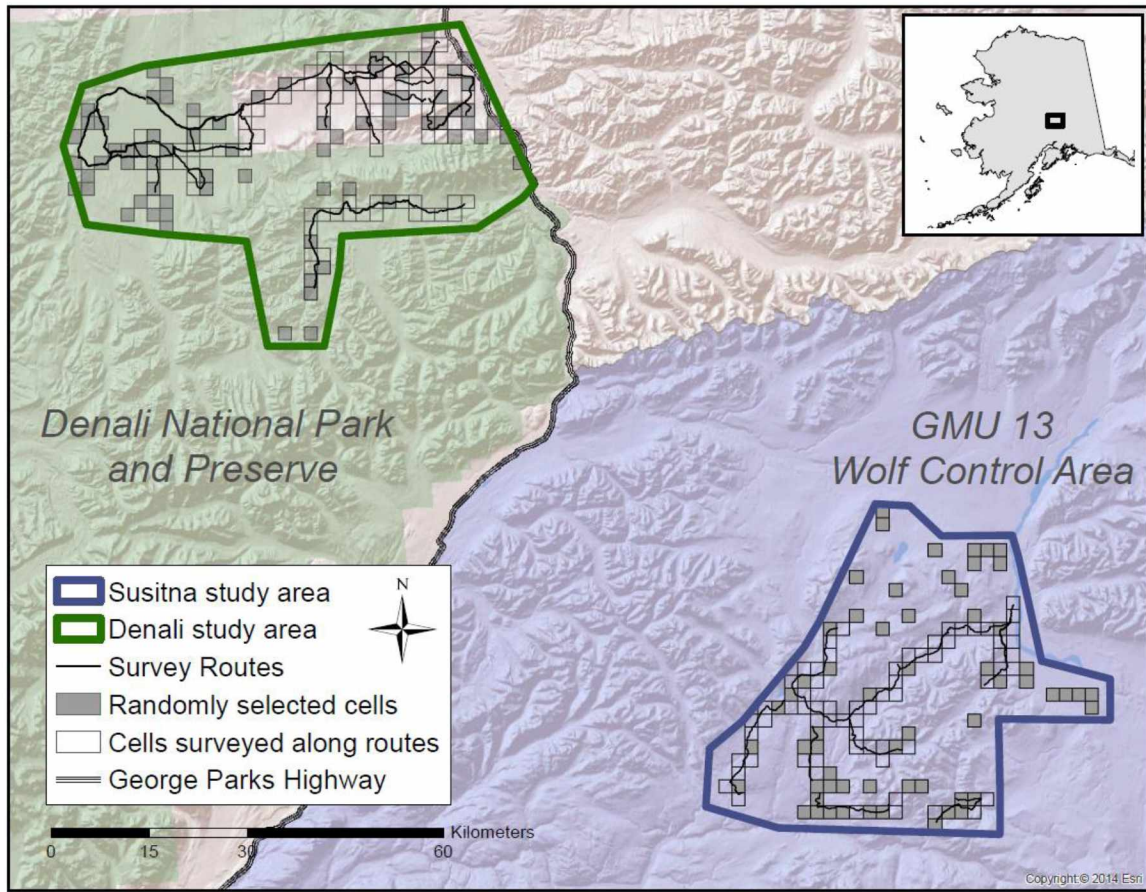 Denali National Park
and Preserve
GMU 13
Wolf Control Area
N
Susitna study area
Denali study area
Survey Routes
Randomly selected cells
Cells surveyed along routes
George Parks Highway
Kilometers
0 15 30 60
Copyright:© 2014 Esri